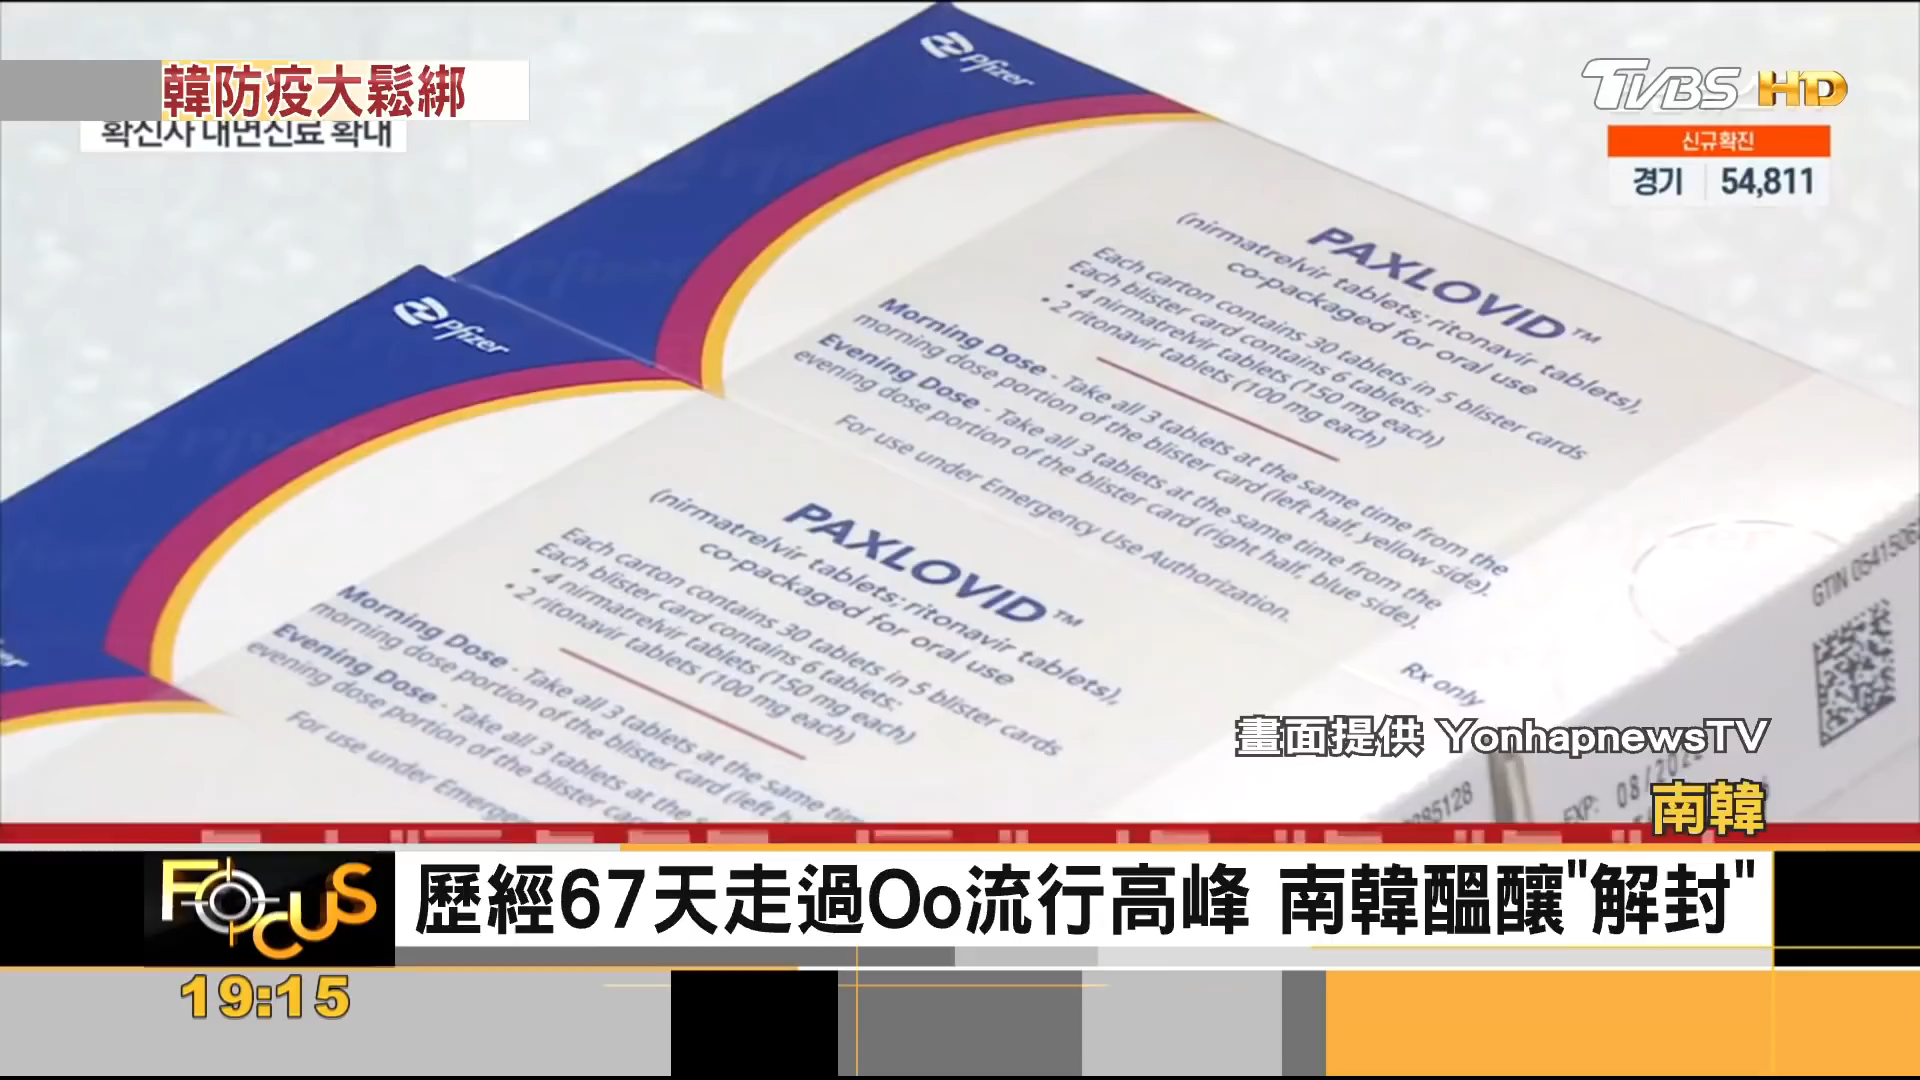 韓防疫大鬆綁
확진자 대면진료 확대
TVBS HD
신규확진
경기 54,811
Pfizer
PAXLOVID™
(nirmatrelvir tablets; ritonavir tablets),
co-packaged for oral use
Each carton contains 30 tablets in 5 blister cards
Each blister card contains 6 tablets:
• 4 nirmatrelvir tablets (150 mg each)
• 2 ritonavir tablets (100 mg each)
Morning Dose - Take all 3 tablets at the same time from the
morning dose portion of the blister card (left half, yellow side).
Evening Dose - Take all 3 tablets at the same time from the
evening dose portion of the blister card (right half, blue side).
For use under Emergency Use Authorization.
Rx only
Pfizer
PAXLOVID™
(nirmatrelvir tablets; ritonavir tablets),
co-packaged for oral use
Each carton contains 30 tablets in 5 blister cards
Each blister card contains 6 tablets:
• 4 nirmatrelvir tablets (150 mg each)
• 2 ritonavir tablets (100 mg each)
Morning Dose - Take all 3 tablets at the same time
morning dose portion of the blister card (left h
Evening Dose - Take all 3 tablets at the
evening dose portion of the blister
For use under Emergen
GTIN 0541506
EXP: 08/202
85128
畫面提供 YonhapnewsTV
南韓
FOCUS
歷經67天走過Oo流行高峰 南韓醞釀"解封"
19:15